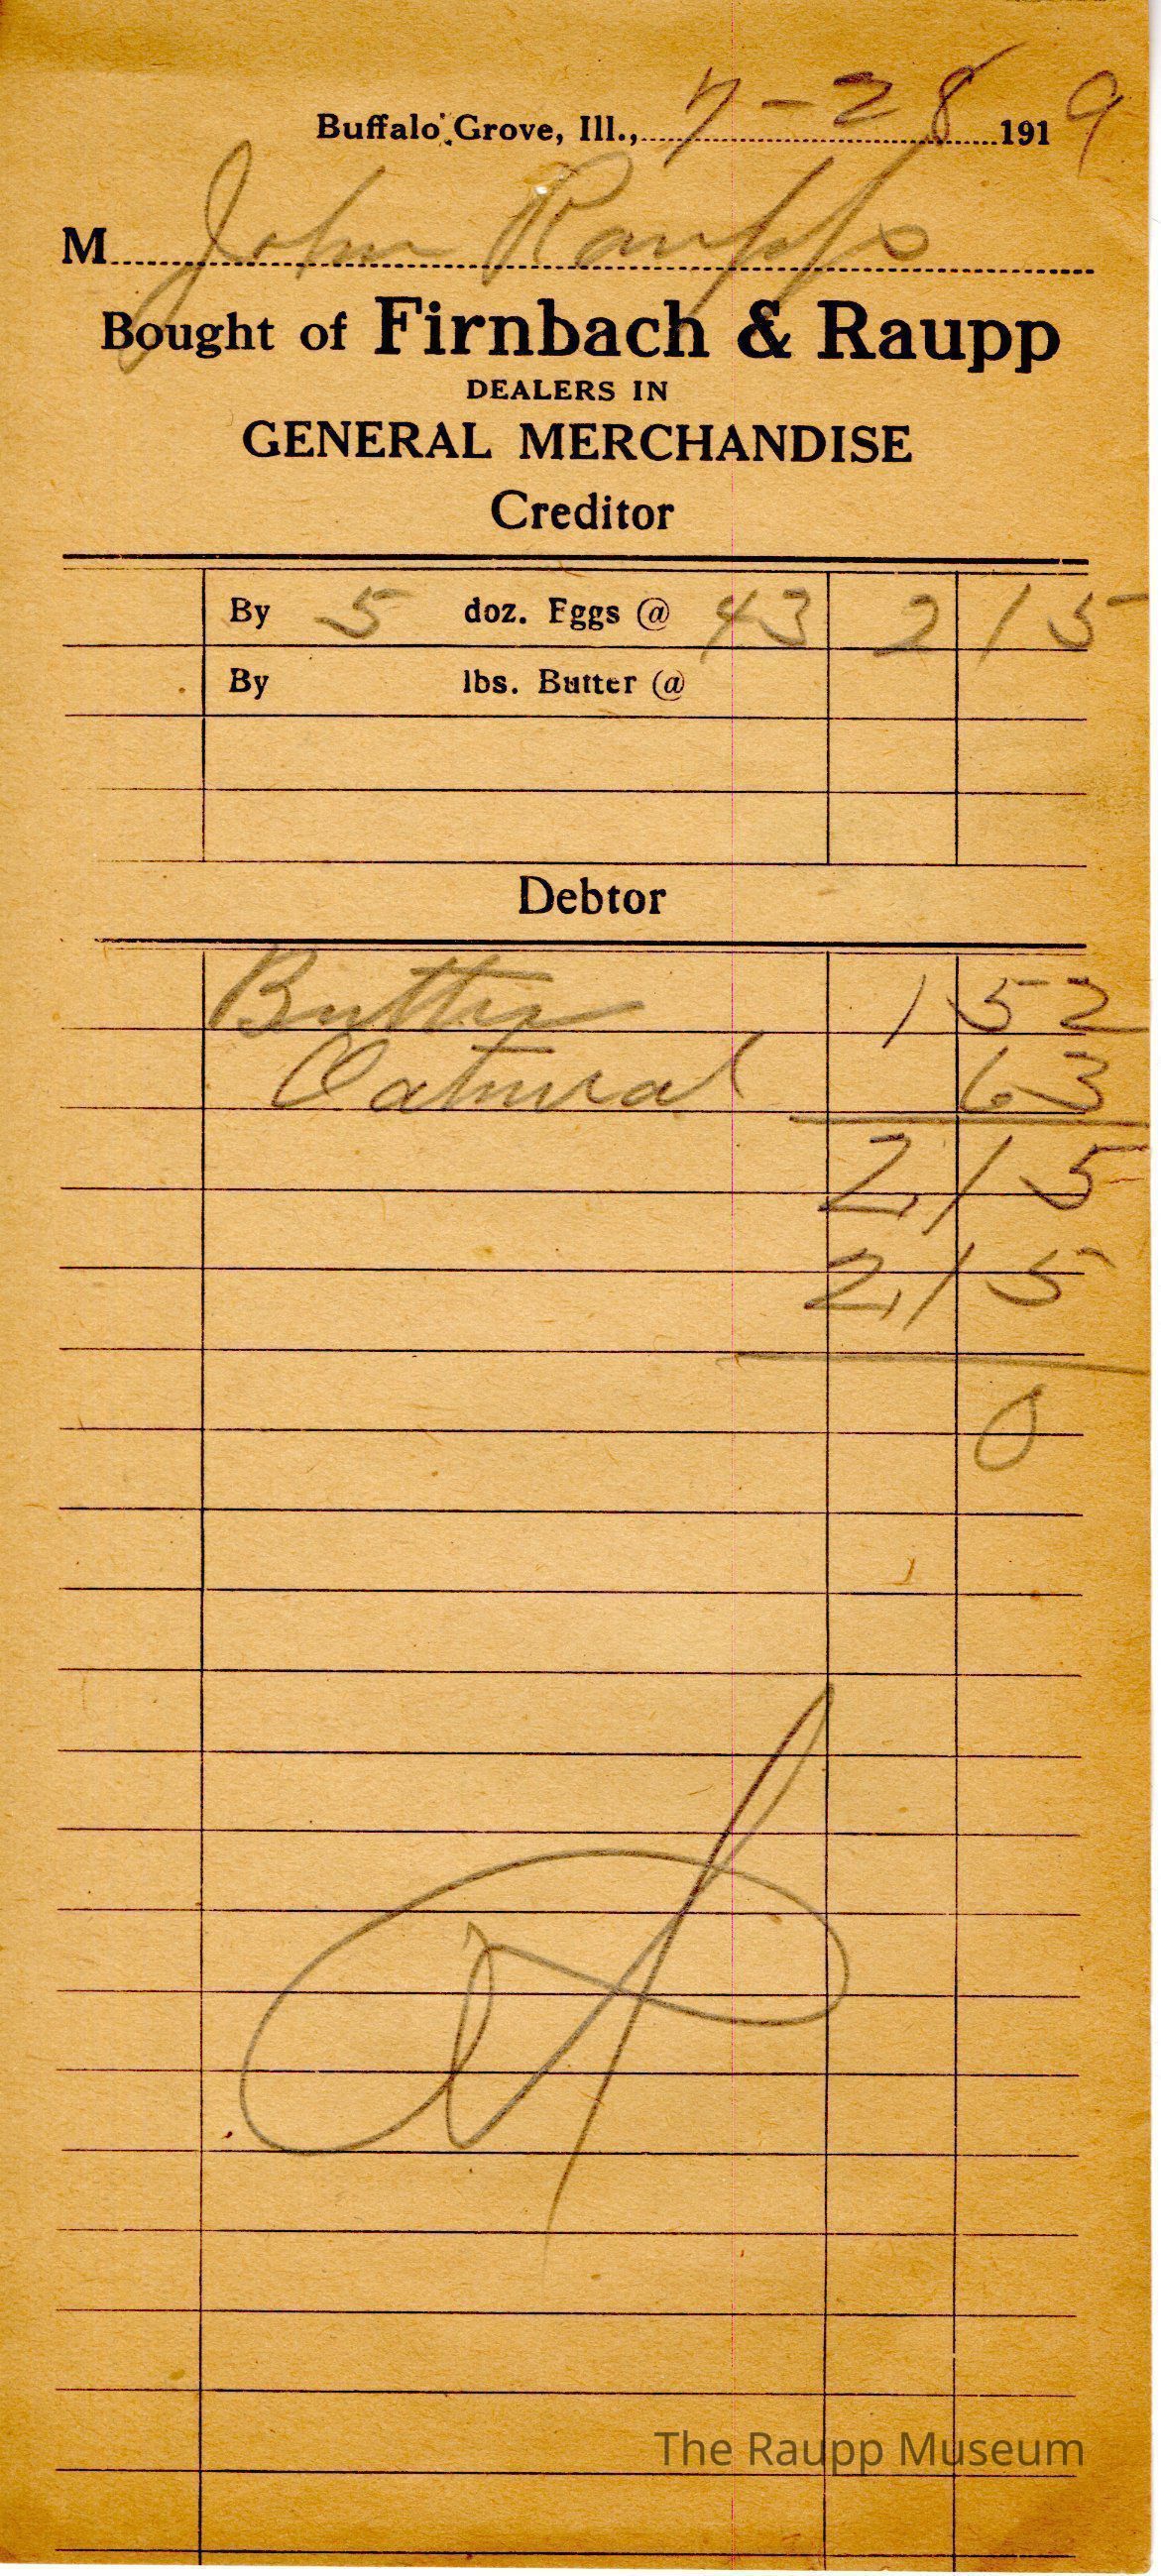 Buffalo Grove, Ill., 7-28 1919
M John Raupp
Bought of Firnbach & Raupp
DEALERS IN
GENERAL MERCHANDISE
Creditor
By 5 doz. Eggs @ 43 2 15
By lbs. Butter @
Debtor
Butter 1 52
Oatmeal 63
2,15
2,15
0
The Raupp Museum